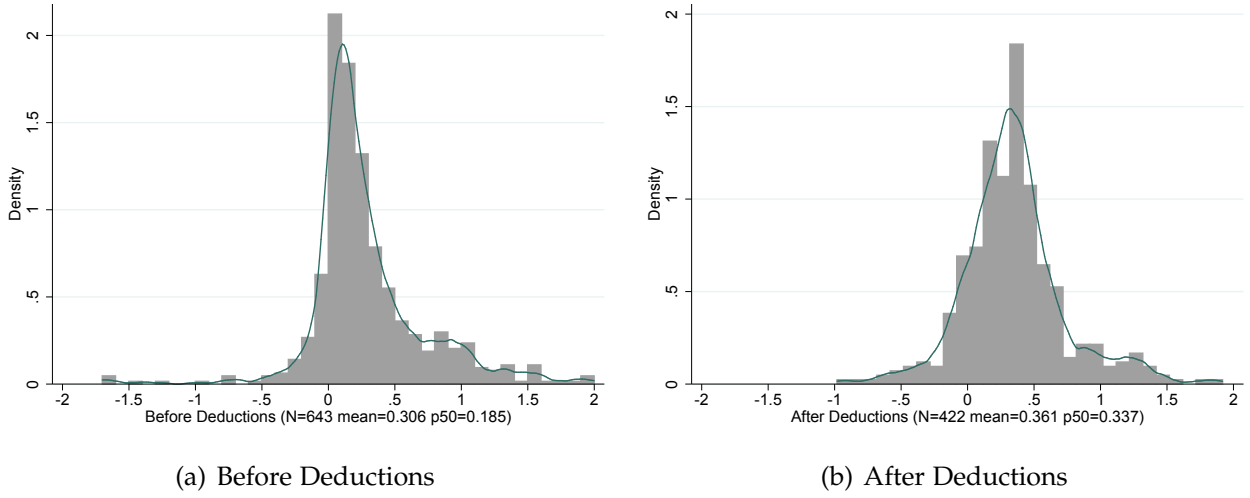 Density
2
1.5
1
.5
0
-2 -1.5 -1 -.5 0 .5 1 1.5 2
Before Deductions (N=643 mean=0.306 p50=0.185)
(a) Before Deductions
Density
2
1.5
1
.5
0
-2 -1.5 -1 -.5 0 .5 1 1.5 2
After Deductions (N=422 mean=0.361 p50=0.337)
(b) After Deductions